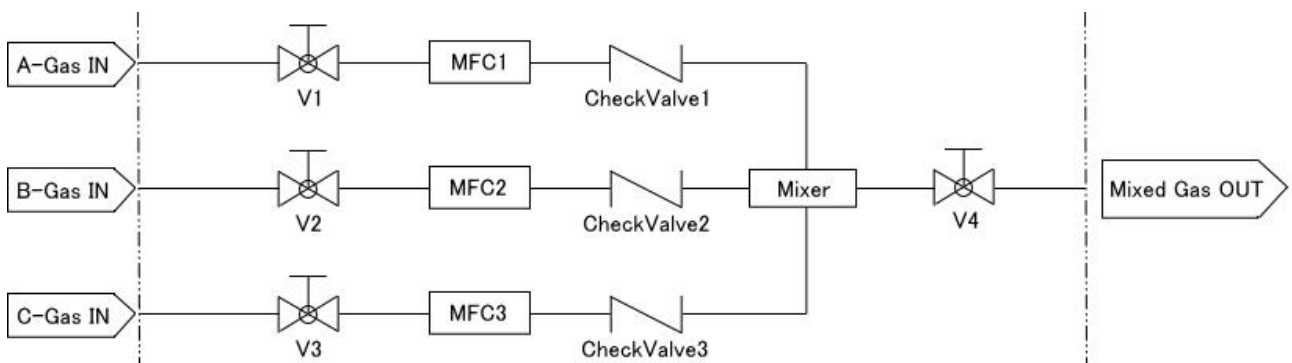 A-Gas IN
V1
MFC1
CheckValve1
B-Gas IN
V2
MFC2
CheckValve2
Mixer
V4
Mixed Gas OUT
C-Gas IN
V3
MFC3
CheckValve3